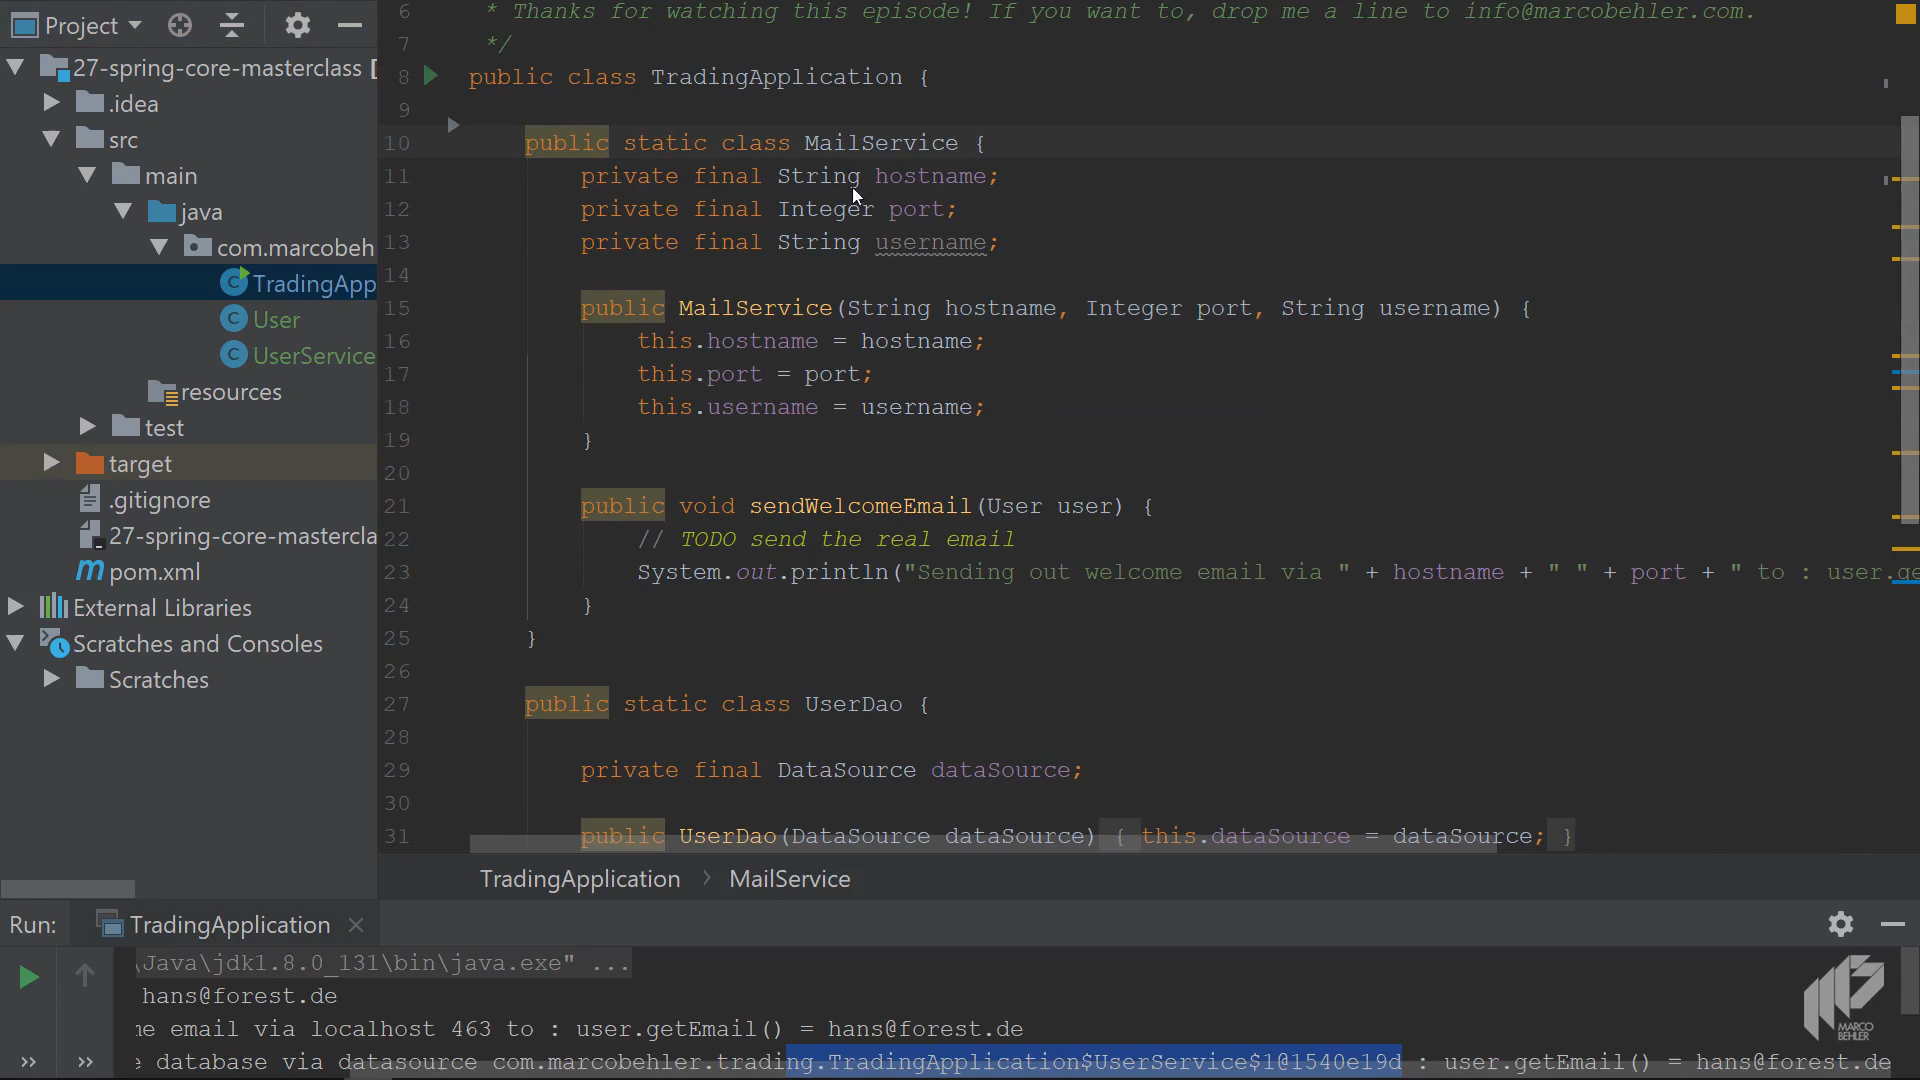 Project
27-spring-core-masterclass [
.idea
src
main
java
com.marcobeh
TradingApp
User
UserService
resources
test
target
.gitignore
27-spring-core-mastercla
pom.xml
External Libraries
Scratches and Consoles
Scratches
6 * Thanks for watching this episode! If you want to, drop me a line to info@marcobehler.com.
7 */
8 public class TradingApplication {
9
10 public static class MailService {
11 private final String hostname;
12 private final Integer port;
13 private final String username;
14
15 public MailService(String hostname, Integer port, String username) {
16 this.hostname = hostname;
17 this.port = port;
18 this.username = username;
19 }
20
21 public void sendWelcomeEmail(User user) {
22 // TODO send the real email
23 System.out.println("Sending out welcome email via " + hostname + " " + port + " to : user.ge
24 }
25 }
26
27 public static class UserDao {
28
29 private final DataSource dataSource;
30
31 public UserDao(DataSource dataSource) { this.dataSource = dataSource; }
TradingApplication > MailService
Run: TradingApplication
\Java\jdk1.8.0_131\bin\java.exe" ...
hans@forest.de
me email via localhost 463 to : user.getEmail() = hans@forest.de
e database via datasource com.marcobehler.trading.TradingApplication$UserService$1@1540e19d : user.getEmail() = hans@forest.de
MARCO
BEHLER